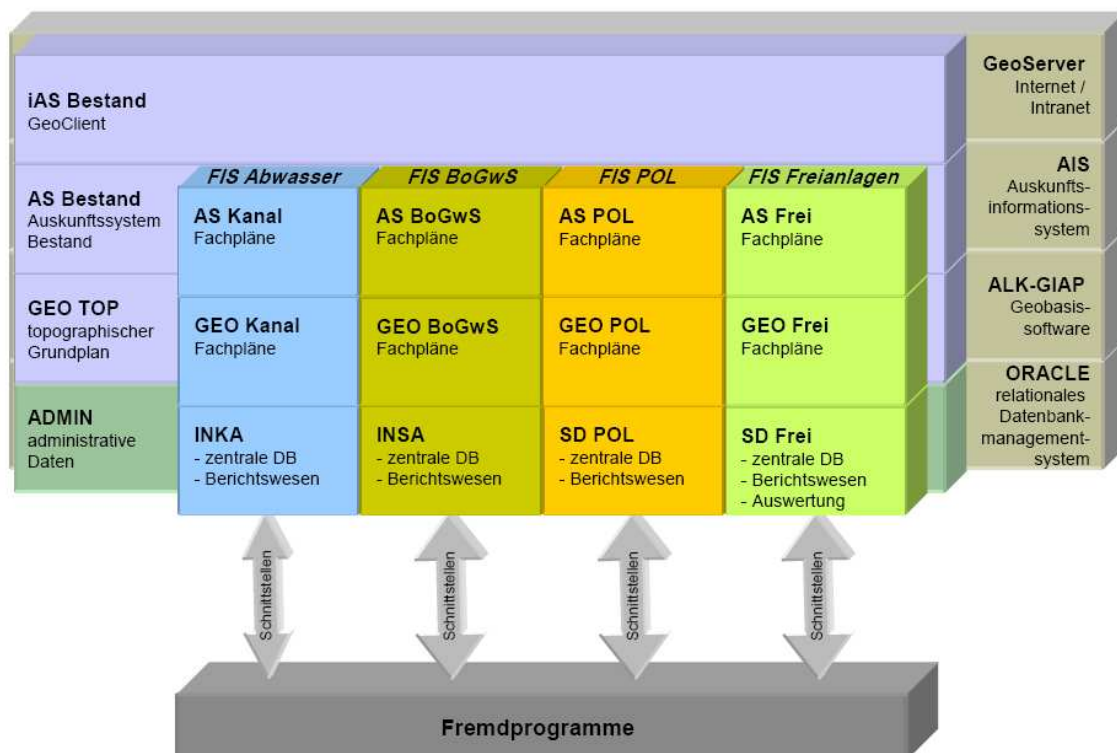 iAS Bestand
GeoClient
AS Bestand
Auskunftssystem
Bestand
GEO TOP
topographischer
Grundplan
ADMIN
administrative
Daten
FIS Abwasser
AS Kanal
Fachpläne
GEO Kanal
Fachpläne
INKA
- zentrale DB
- Berichtswesen
FIS BoGwS
AS BoGwS
Fachpläne
GEO BoGwS
Fachpläne
INSA
- zentrale DB
- Berichtswesen
FIS POL
AS POL
Fachpläne
GEO POL
Fachpläne
SD POL
- zentrale DB
- Berichtswesen
FIS Freianlagen
AS Frei
Fachpläne
GEO Frei
Fachpläne
SD Frei
- zentrale DB
- Berichtswesen
- Auswertung
GeoServer
Internet /
Intranet
AIS
Auskunfts-
informations-
system
ALK-GIAP
Geobasis-
software
ORACLE
relationales
Datenbank-
management-
system
Schnittstellen
Schnittstellen
Schnittstellen
Schnittstellen
Fremdprogramme